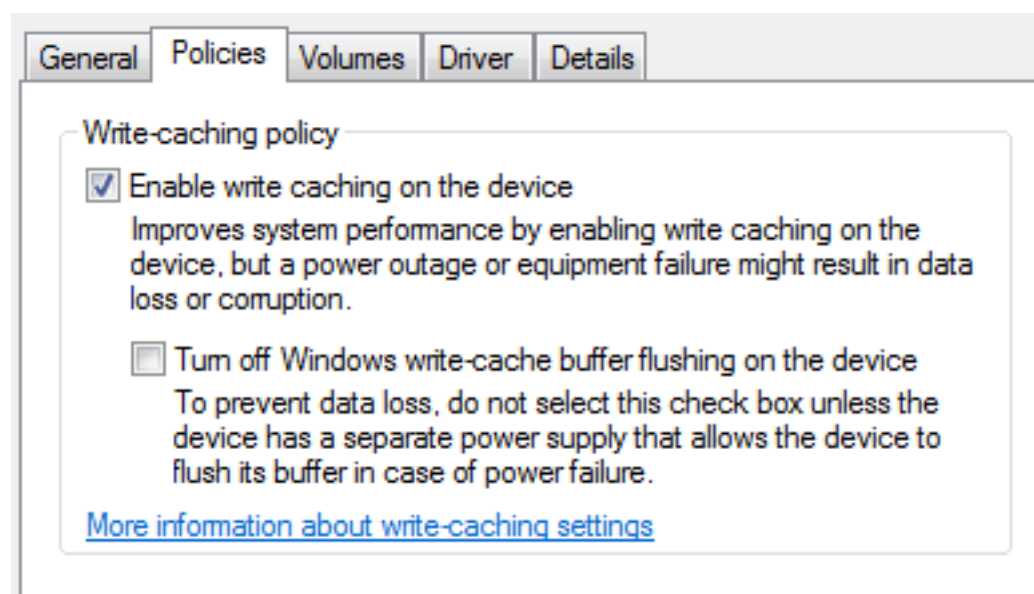 General Policies Volumes Driver Details
Write-caching policy
Enable write caching on the device
Improves system performance by enabling write caching on the
device, but a power outage or equipment failure might result in data
loss or corruption.
Turn off Windows write-cache buffer flushing on the device
To prevent data loss, do not select this check box unless the
device has a separate power supply that allows the device to
flush its buffer in case of power failure.
More information about write-caching settings